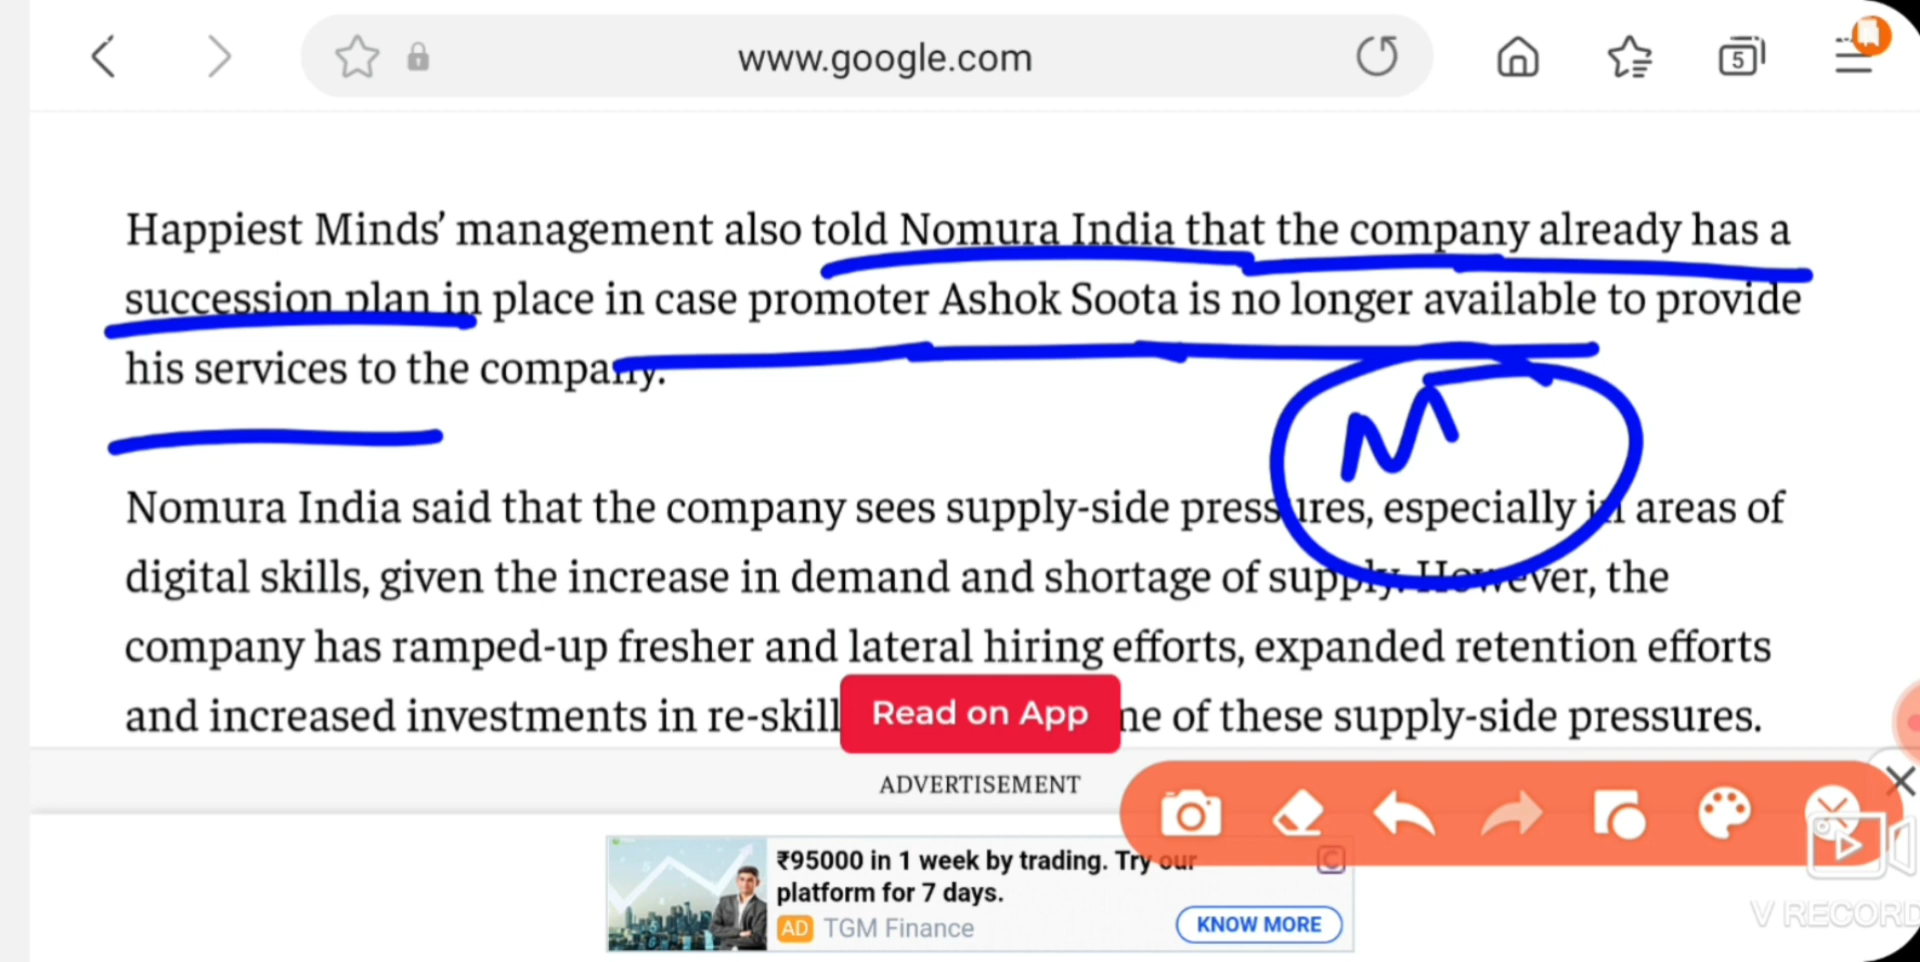 www.google.com
5
Happiest Minds’ management also told Nomura India that the company already has a
succession plan in place in case promoter Ashok Soota is no longer available to provide
his services to the company.
M
Nomura India said that the company sees supply-side pressures, especially in areas of
digital skills, given the increase in demand and shortage of supply. However, the
company has ramped-up fresher and lateral hiring efforts, expanded retention efforts
and increased investments in re-skill
Read on App
of these supply-side pressures.
ADVERTISEMENT
₹95000 in 1 week by trading. Try our
platform for 7 days.
AD TGM Finance
KNOW MORE
V RECORD